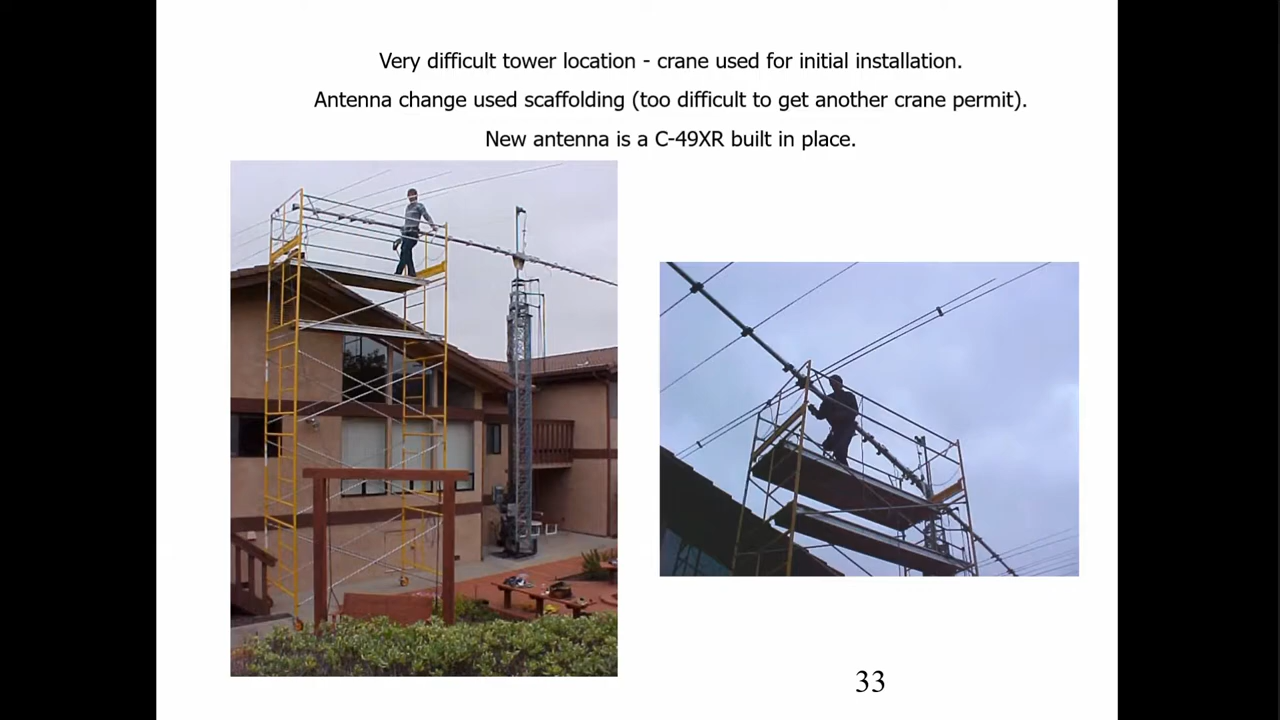 Very difficult tower location - crane used for initial installation.
Antenna change used scaffolding (too difficult to get another crane permit).
New antenna is a C-49XR built in place.
33